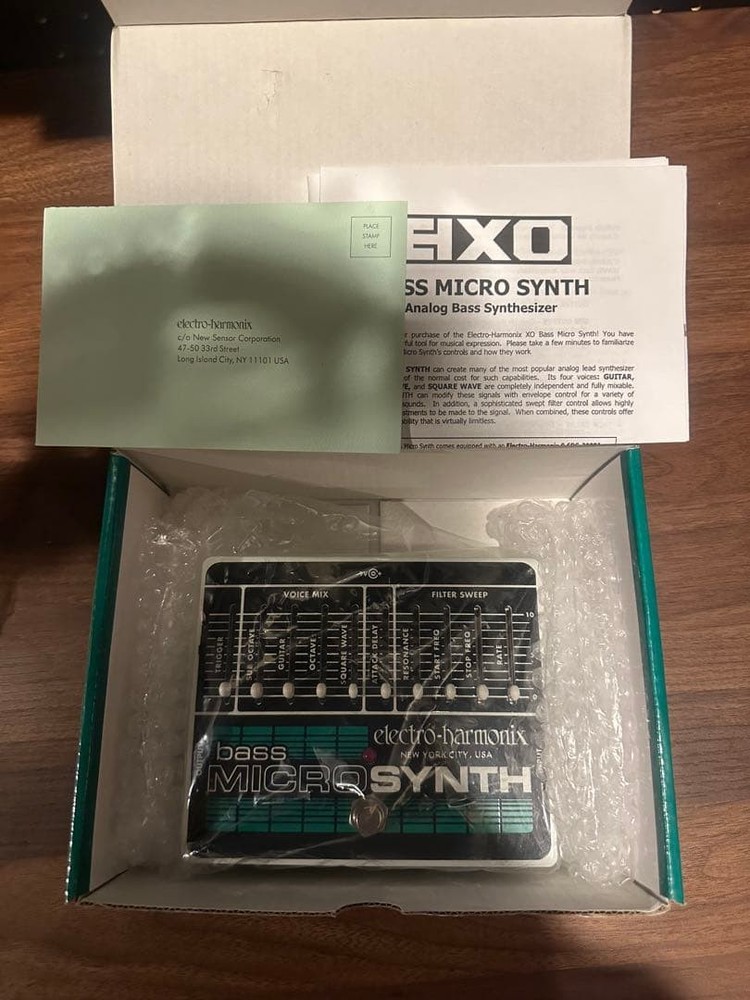 PLACE
STAMP
HERE
electro-harmonix
c/o New Sensor Corporation
47-50 33rd Street
Long Island City, NY 11101 USA
EHXO
SS MICRO SYNTH
Analog Bass Synthesizer
r purchase of the Electro-Harmonix XO Bass Micro Synth! You have
ful tool for musical expression. Please take a few minutes to familiarize
icro Synth's controls and how they work
SYNTH can create many of the most popular analog lead synthesizer
of the normal cost for such capabilities. Its four voices: GUITAR,
VE, and SQUARE WAVE are completely independent and fully mixable.
TH can modify these signals with envelope control for a variety of
ounds. In addition, a sophisticated swept filter control allows highly
stments to be made to the signal. When combined, these controls offer
bility that is virtually limitless.
Micro Synth comes equipped with an Electro-Harmonix
9V
VOICE MIX
FILTER SWEEP
10
TRIGGER
SUB OCTAVE
GUITAR
OCTAVE
SQUARE WAVE
ATTACK DELAY
RESONANCE
START FREQ
STOP FREQ
RATE
0
electro-harmonix
NEW YORK CITY, USA
bass
MICROSYNTH
OUTPUT
INPUT